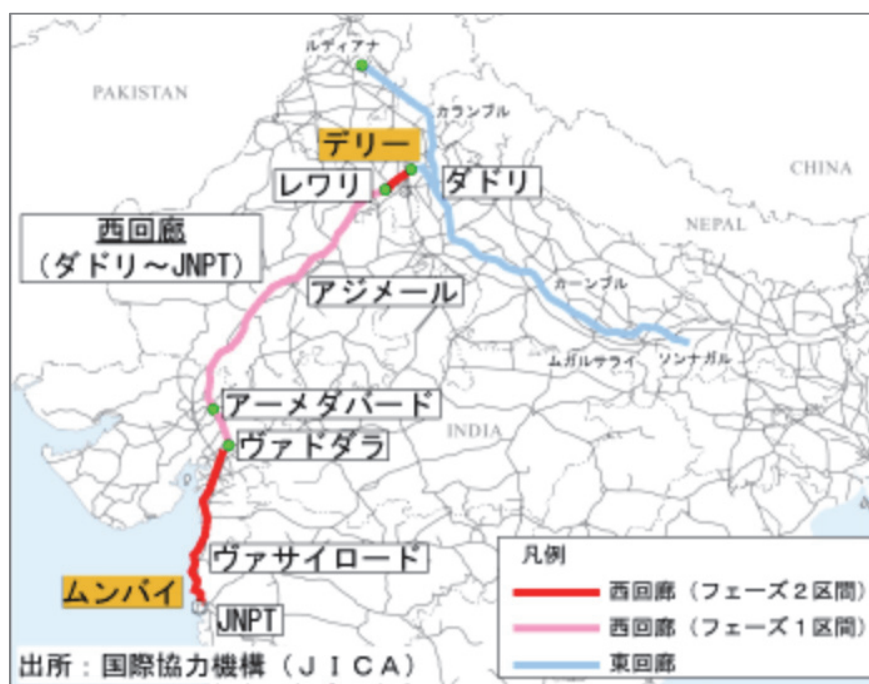 ルディアナ
PAKISTAN
カランプル
デリー
CHINA
レワリ
ダドリ
西回廊
(ダドリ～JNPT)
NEPAL
アジメール
カーンプル
ムガルサライ
ソンナガル
アーメダバード
INDIA
ヴァドダラ
ヴァサイロード
ムンバイ
JNPT
凡例
西回廊(フェーズ2区間)
西回廊(フェーズ1区間)
東回廊
出所：国際協力機構(JICA)